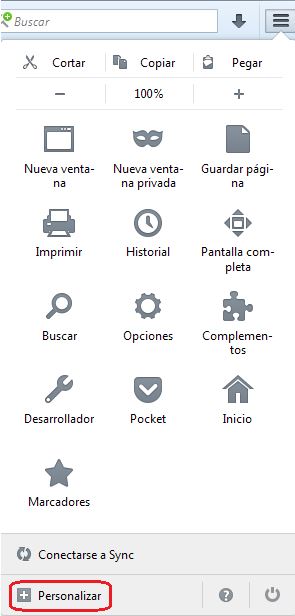 Buscar
Cortar Copiar Pegar
− 100% +
Nueva venta-
na
Nueva venta-
na privada
Guardar pági-
na
Imprimir
Historial
Pantalla com-
pleta
Buscar
Opciones
Complemen-
tos
Desarrollador
Pocket
Inicio
Marcadores
Conectarse a Sync
Personalizar ?